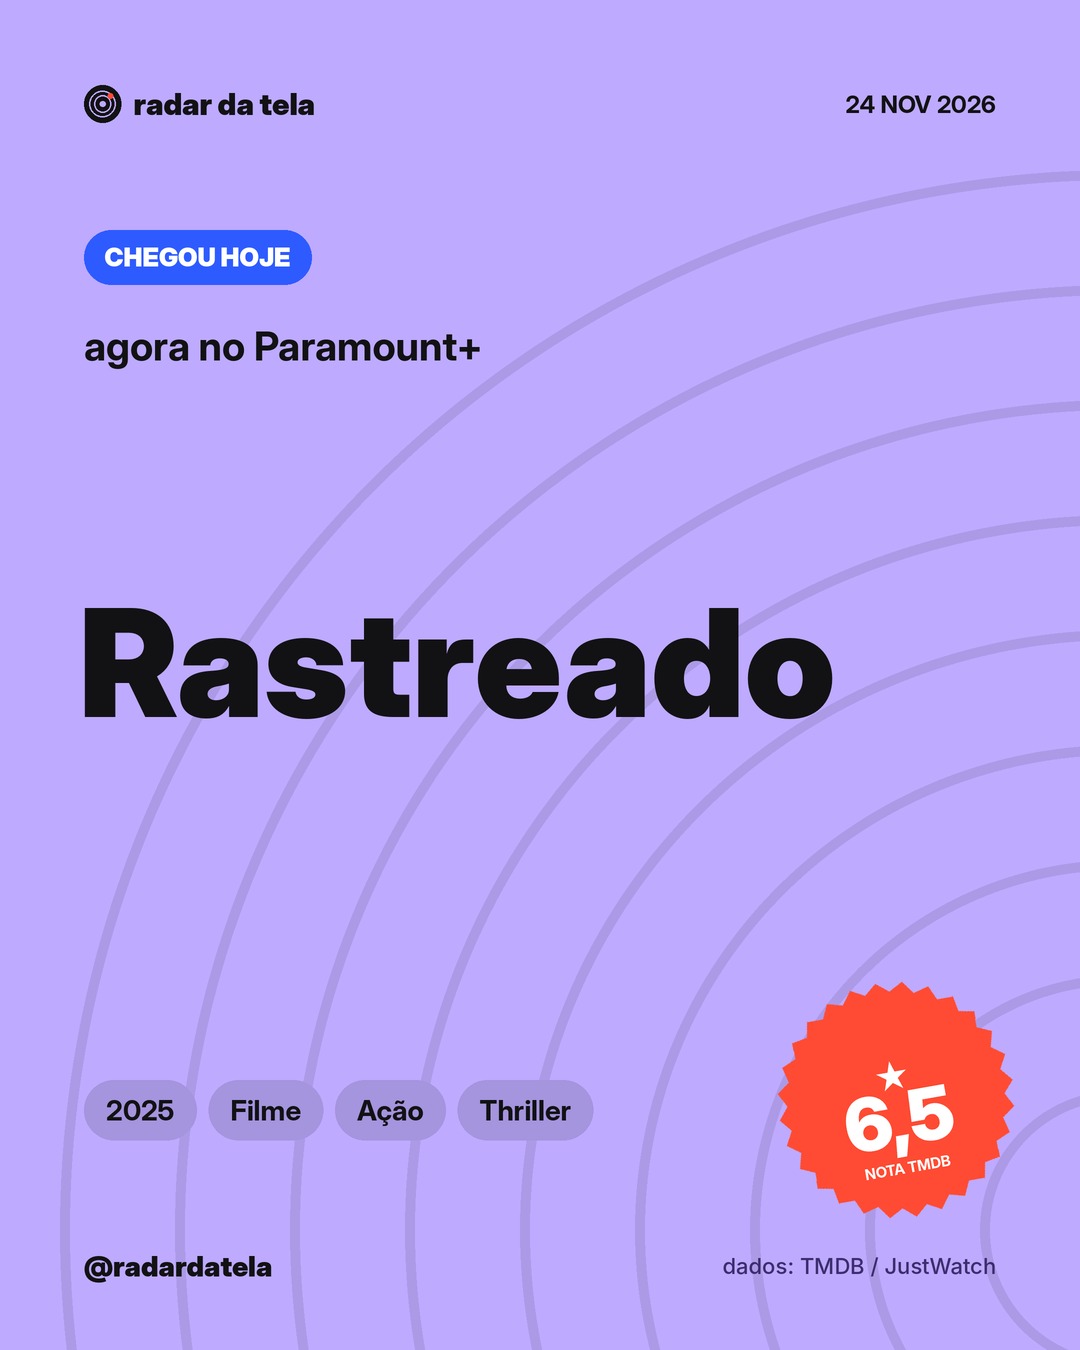 radar da tela
24 NOV 2026
CHEGOU HOJE
agora no Paramount+
Rastreado
2025
Filme
Ação
Thriller
6,5
NOTA TMDB
@radardatela
dados: TMDB / JustWatch